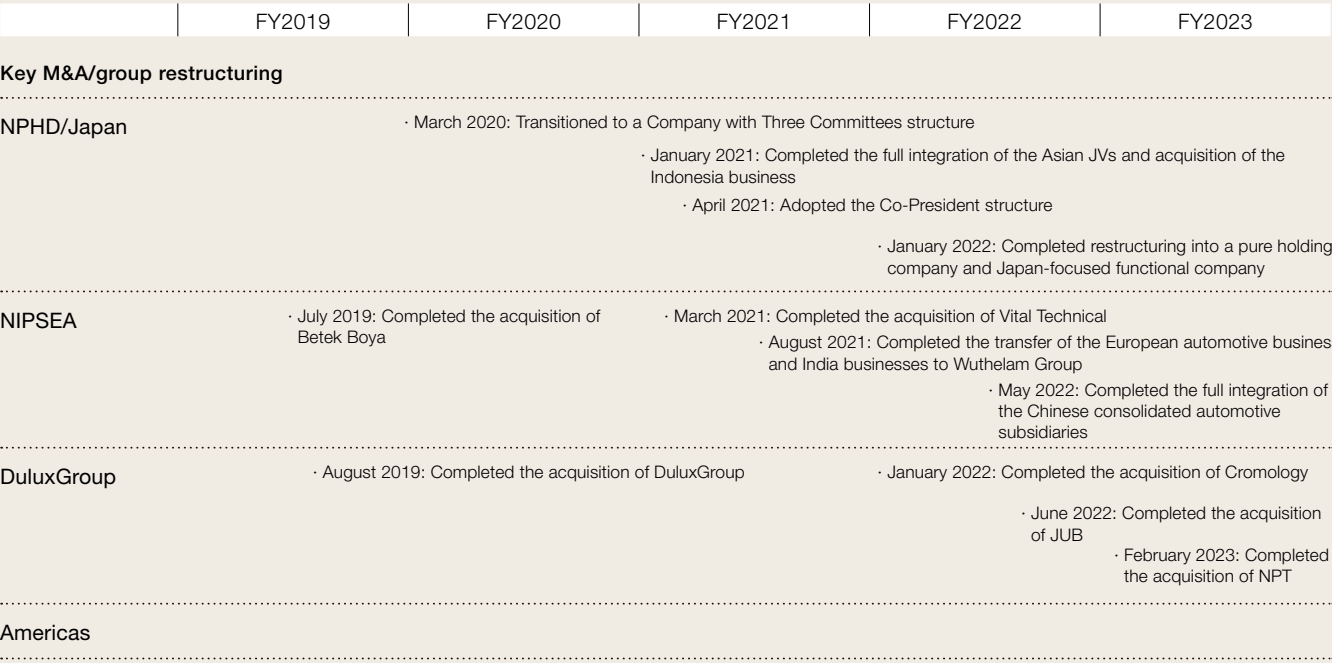 FY2019 FY2020 FY2021 FY2022 FY2023
Key M&A/group restructuring
NPHD/Japan
· March 2020: Transitioned to a Company with Three Committees structure
· January 2021: Completed the full integration of the Asian JVs and acquisition of the
Indonesia business
· April 2021: Adopted the Co-President structure
· January 2022: Completed restructuring into a pure holding
company and Japan-focused functional company
NIPSEA
· July 2019: Completed the acquisition of
Betek Boya
· March 2021: Completed the acquisition of Vital Technical
· August 2021: Completed the transfer of the European automotive busines
and India businesses to Wuthelam Group
· May 2022: Completed the full integration of
the Chinese consolidated automotive
subsidiaries
DuluxGroup
· August 2019: Completed the acquisition of DuluxGroup
· January 2022: Completed the acquisition of Cromology
· June 2022: Completed the acquisition
of JUB
· February 2023: Completed
the acquisition of NPT
Americas